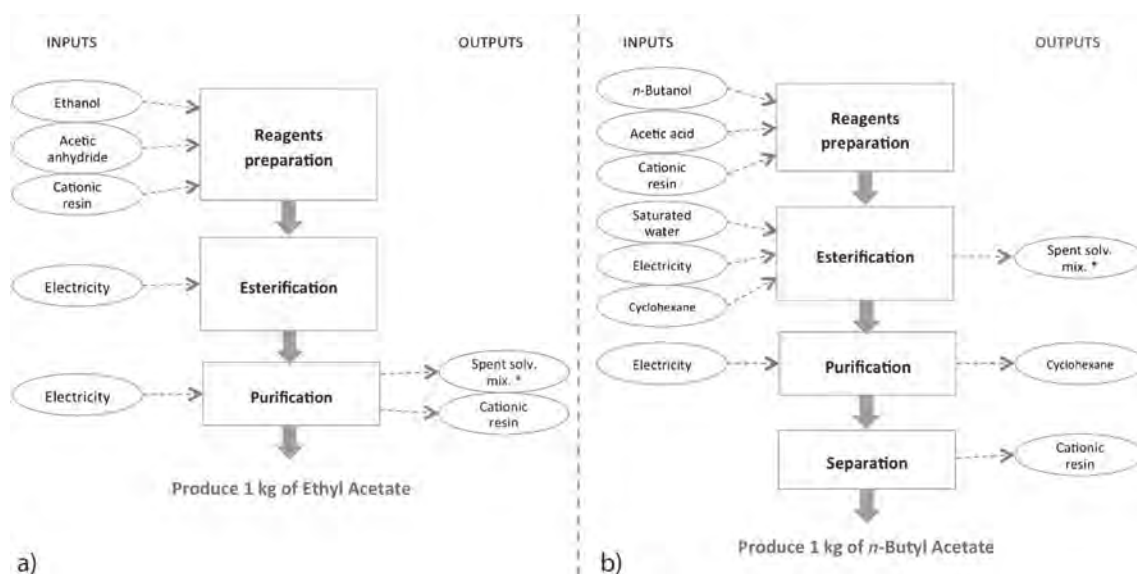 INPUTS
OUTPUTS
Ethanol
Acetic
anhydride
Cationic
resin
Reagents
preparation
Electricity
Esterification
Electricity
Purification
Spent solv.
mix. *
Cationic
resin
Produce 1 kg of Ethyl Acetate
a)
INPUTS
OUTPUTS
n-Butanol
Acetic acid
Cationic
resin
Reagents
preparation
Saturated
water
Electricity
Cyclohexane
Esterification
Spent solv.
mix. *
Electricity
Purification
Cyclohexane
Separation
Cationic
resin
Produce 1 kg of n-Butyl Acetate
b)